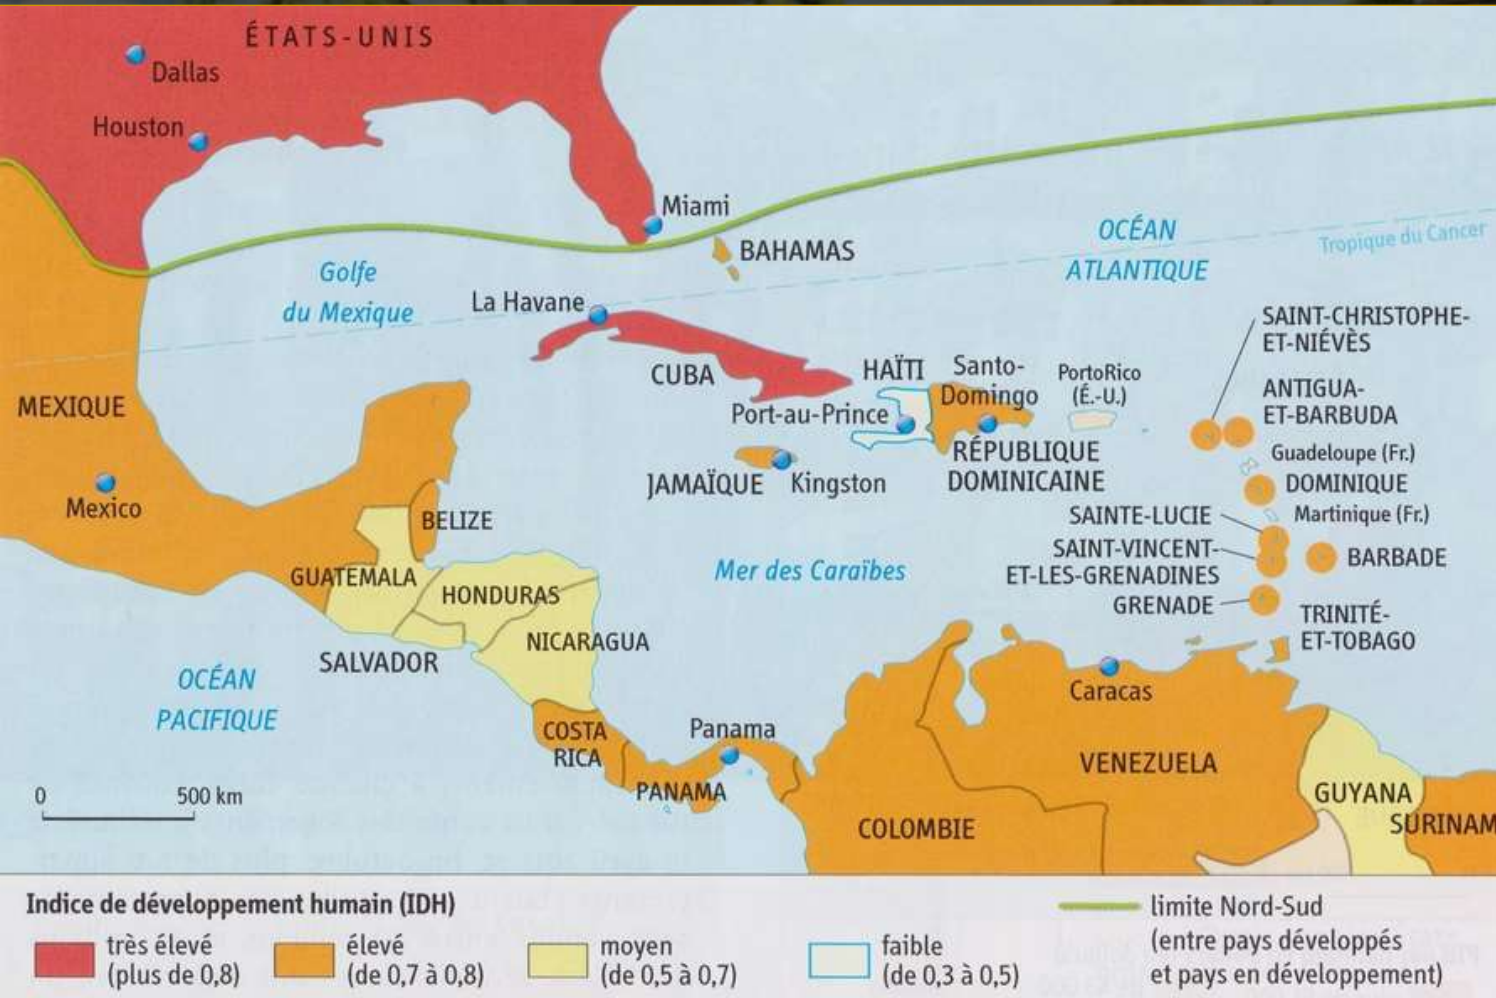 ÉTATS-UNIS
Dallas
Houston
Miami
OCÉAN
ATLANTIQUE
Tropique du Cancer
BAHAMAS
Golfe
du Mexique
La Havane
SAINT-CHRISTOPHE-
ET-NIÉVÈS
CUBA
HAÏTI
Santo-
Domingo
PortoRico
(É.-U.)
ANTIGUA-
ET-BARBUDA
MEXIQUE
Port-au-Prince
RÉPUBLIQUE
DOMINICAINE
Guadeloupe (Fr.)
JAMAÏQUE
Kingston
DOMINIQUE
Mexico
BELIZE
SAINTE-LUCIE
Martinique (Fr.)
SAINT-VINCENT-
ET-LES-GRENADINES
BARBADE
Mer des Caraïbes
GUATEMALA
HONDURAS
GRENADE
TRINITÉ-
ET-TOBAGO
NICARAGUA
SALVADOR
OCÉAN
PACIFIQUE
Caracas
COSTA
RICA
Panama
VENEZUELA
PANAMA
GUYANA
0 500 km
COLOMBIE
SURINAM
Indice de développement humain (IDH)
très élevé
(plus de 0,8)
élevé
(de 0,7 à 0,8)
moyen
(de 0,5 à 0,7)
faible
(de 0,3 à 0,5)
limite Nord-Sud
(entre pays développés
et pays en développement)